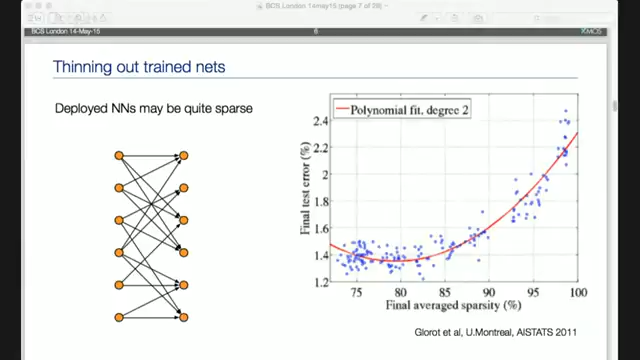 BCS London 14may15 (page 7 of 28)
BCS London 14-May-15
6
XMOS
Thinning out trained nets
Deployed NNs may be quite sparse
Polynomial fit, degree 2
Final test error (%)
2.4
2.2
2
1.8
1.6
1.4
1.2
75 80 85 90 95 100
Final averaged sparsity (%)
Glorot et al, U.Montreal, AISTATS 2011